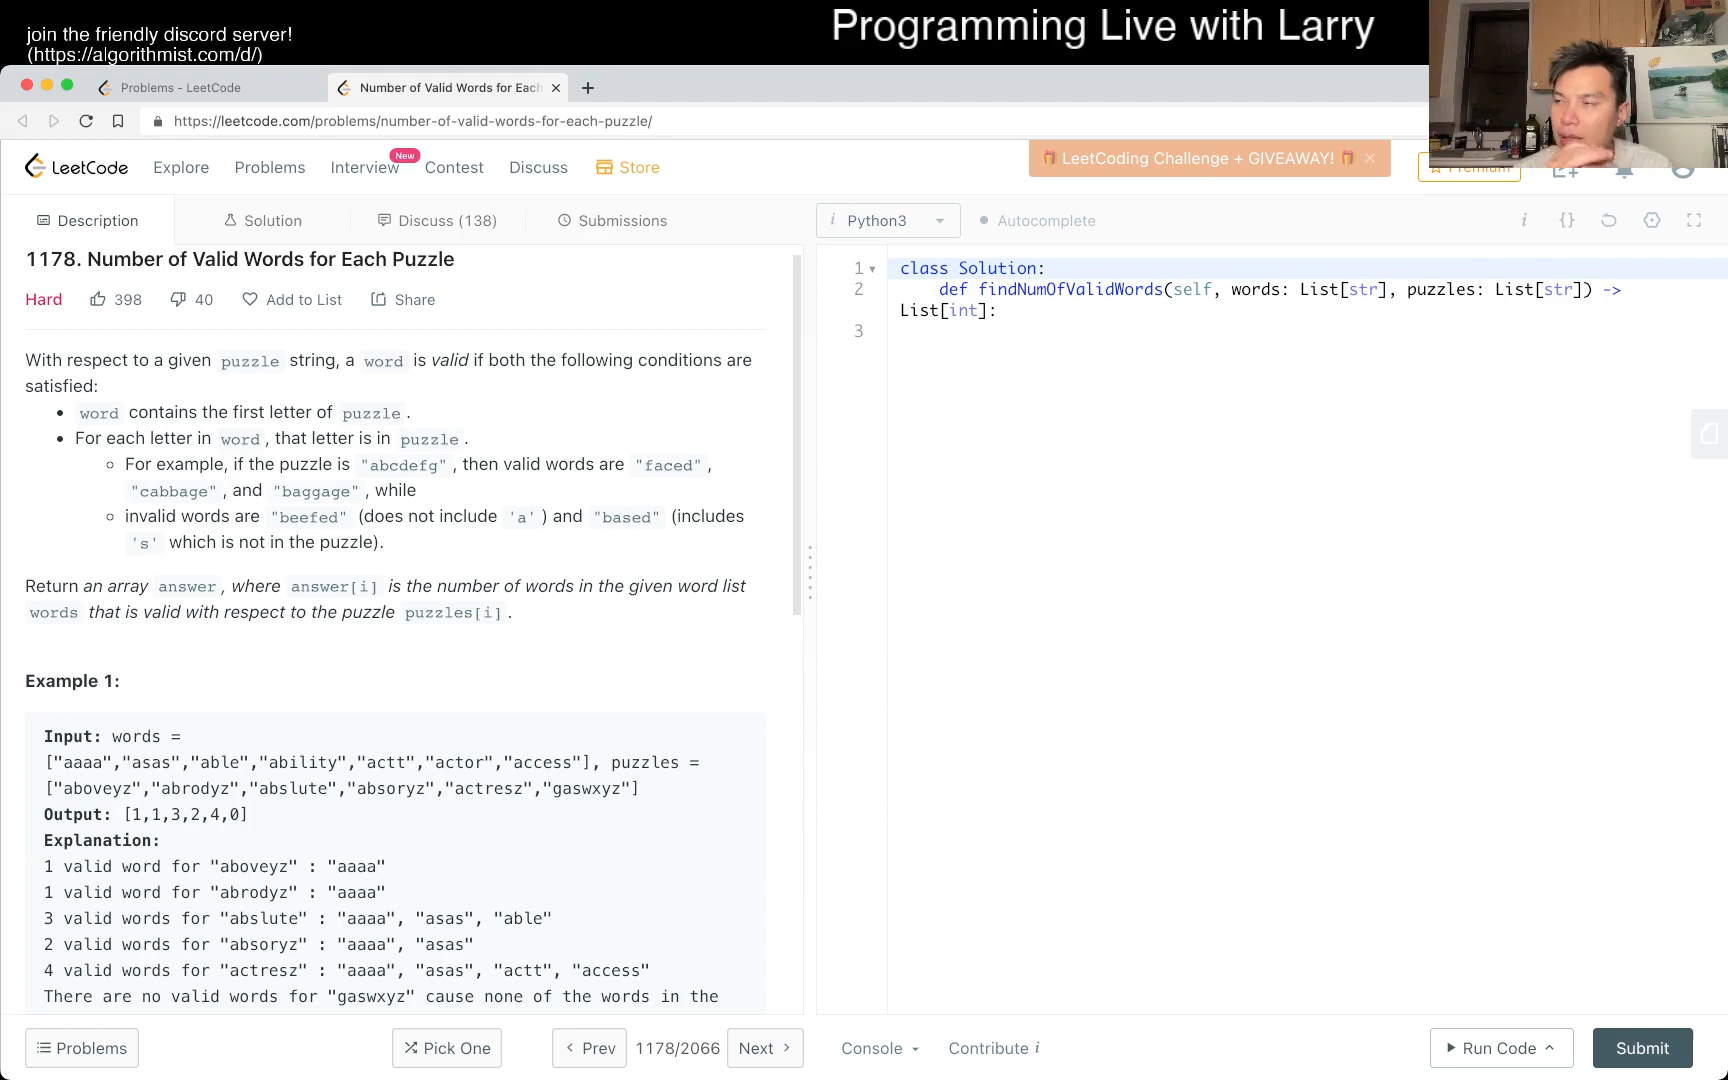 join the friendly discord server!
(https://algorithmist.com/d/)
Programming Live with Larry
Problems - LeetCode
Number of Valid Words for Each
https://leetcode.com/problems/number-of-valid-words-for-each-puzzle/
LeetCode
Explore
Problems
Interview
New
Contest
Discuss
Store
LeetCoding Challenge + GIVEAWAY!
Premium
Description
Solution
Discuss (138)
Submissions
i Python3
Autocomplete
1178. Number of Valid Words for Each Puzzle
Hard
398
40
Add to List
Share
With respect to a given puzzle string, a word is valid if both the following conditions are
satisfied:
• word contains the first letter of puzzle.
• For each letter in word, that letter is in puzzle.
◦ For example, if the puzzle is "abcdefg", then valid words are "faced",
"cabbage", and "baggage", while
◦ invalid words are "beefed" (does not include 'a') and "based" (includes
's' which is not in the puzzle).
Return an array answer, where answer[i] is the number of words in the given word list
words that is valid with respect to the puzzle puzzles[i].
Example 1:
Input: words =
["aaaa","asas","able","ability","actt","actor","access"], puzzles =
["aboveyz","abrodyz","abslute","absoryz","actresz","gaswxyz"]
Output: [1,1,3,2,4,0]
Explanation:
1 valid word for "aboveyz" : "aaaa"
1 valid word for "abrodyz" : "aaaa"
3 valid words for "abslute" : "aaaa", "asas", "able"
2 valid words for "absoryz" : "aaaa", "asas"
4 valid words for "actresz" : "aaaa", "asas", "actt", "access"
There are no valid words for "gaswxyz" cause none of the words in the
1 class Solution:
2 def findNumOfValidWords(self, words: List[str], puzzles: List[str]) ->
List[int]:
3
Problems
Pick One
Prev
1178/2066
Next
Console
Contribute i
Run Code
Submit